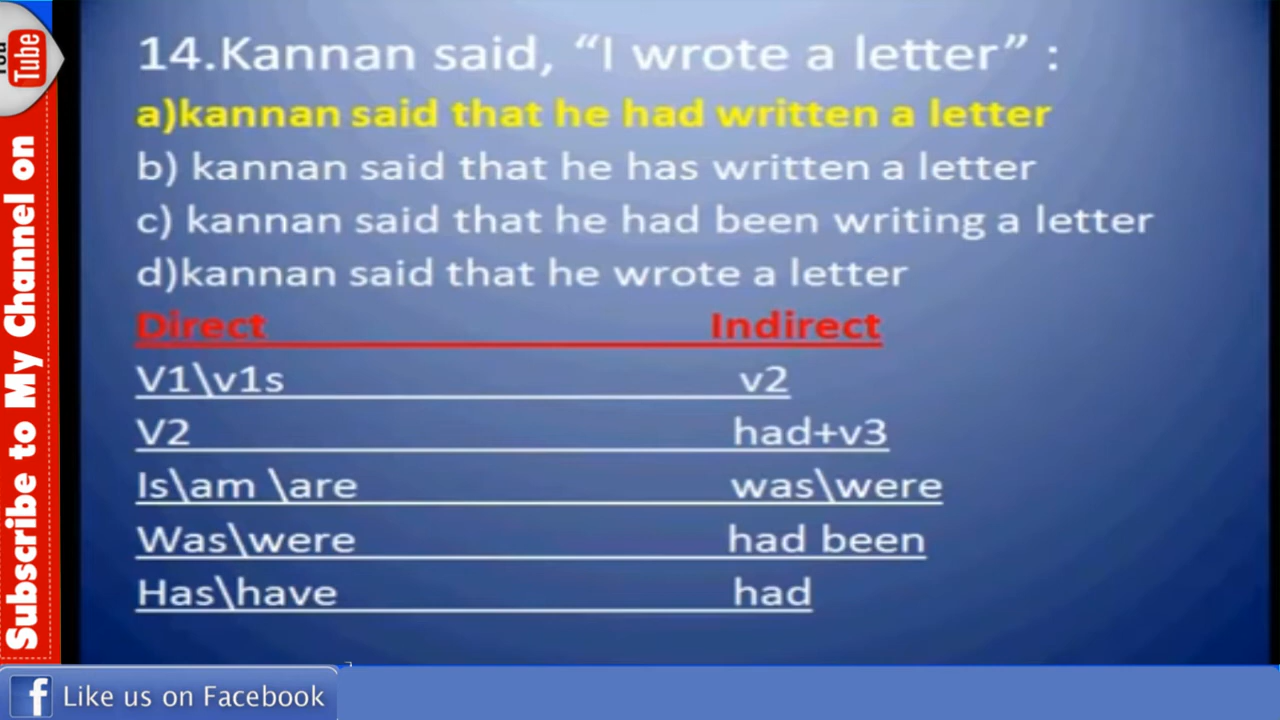 You
Tube
Subscribe to My Channel on
14.Kannan said, “I wrote a letter” :
a)kannan said that he had written a letter
b) kannan said that he has written a letter
c) kannan said that he had been writing a letter
d)kannan said that he wrote a letter
Direct Indirect
V1\v1s v2
V2 had+v3
Is\am \are was\were
Was\were had been
Has\have had
f Like us on Facebook